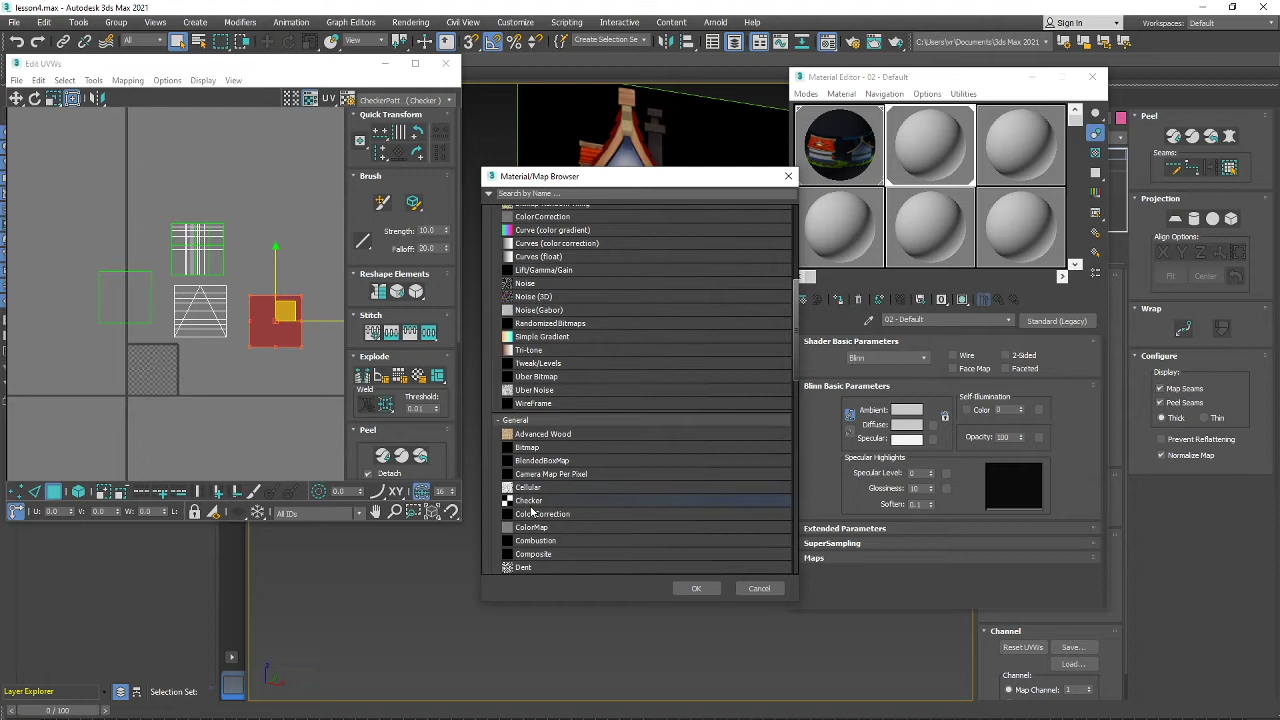 lesson4.max - Autodesk 3ds Max 2021
File Edit Tools Group Views Create Modifiers Animation Graph Editors Rendering Civil View Customize Scripting Interactive Content Arnold Help
Sign In
Workspaces: Default
All
View
Create Selection Se
C:\Users\yr\Documents\3ds Max 2021
Edit UVWs
File Edit Select Tools Mapping Options Display View
UV
CheckerPatt ( Checker )
Quick Transform
Brush
Strength: 10.0
Falloff: 20.0
Reshape Elements
Stitch
Explode
Weld
Threshold:
0.01
Peel
Detach
0.0
XY
16
U: 0.0 V: 0.0 W: 0.0 L:
All IDs
Layer Explorer
Selection Set:
0 / 100
Material/Map Browser
Search by Name ...
ColorCorrection
Curve (color gradient)
Curves (color correction)
Curves (float)
Lift/Gamma/Gain
Noise
Noise (3D)
Noise(Gabor)
RandomizedBitmaps
Simple Gradient
Tri-tone
Tweak/Levels
Uber Bitmap
Uber Noise
WireFrame
- General
Advanced Wood
Bitmap
BlendedBoxMap
Camera Map Per Pixel
Cellular
Checker
ColorCorrection
ColorMap
Combustion
Composite
Dent
OK
Cancel
Material Editor - 02 - Default
Modes Material Navigation Options Utilities
02 - Default
Standard (Legacy)
Shader Basic Parameters
Blinn
Wire
2-Sided
Face Map
Faceted
Blinn Basic Parameters
Ambient:
Diffuse:
Specular:
Self-Illumination
Color 0
Opacity: 100
Specular Highlights
Specular Level: 0
Glossiness: 10
Soften: 0.1
Extended Parameters
SuperSampling
Maps
Peel
Seams:
Projection
Align Options:
X Y Z
Fit
Center
Wrap
Configure
Display:
Map Seams
Peel Seams
Thick
Thin
Prevent Reflattening
Normalize Map
Channel
Reset UVWs
Save...
Load...
Channel:
Map Channel: 1